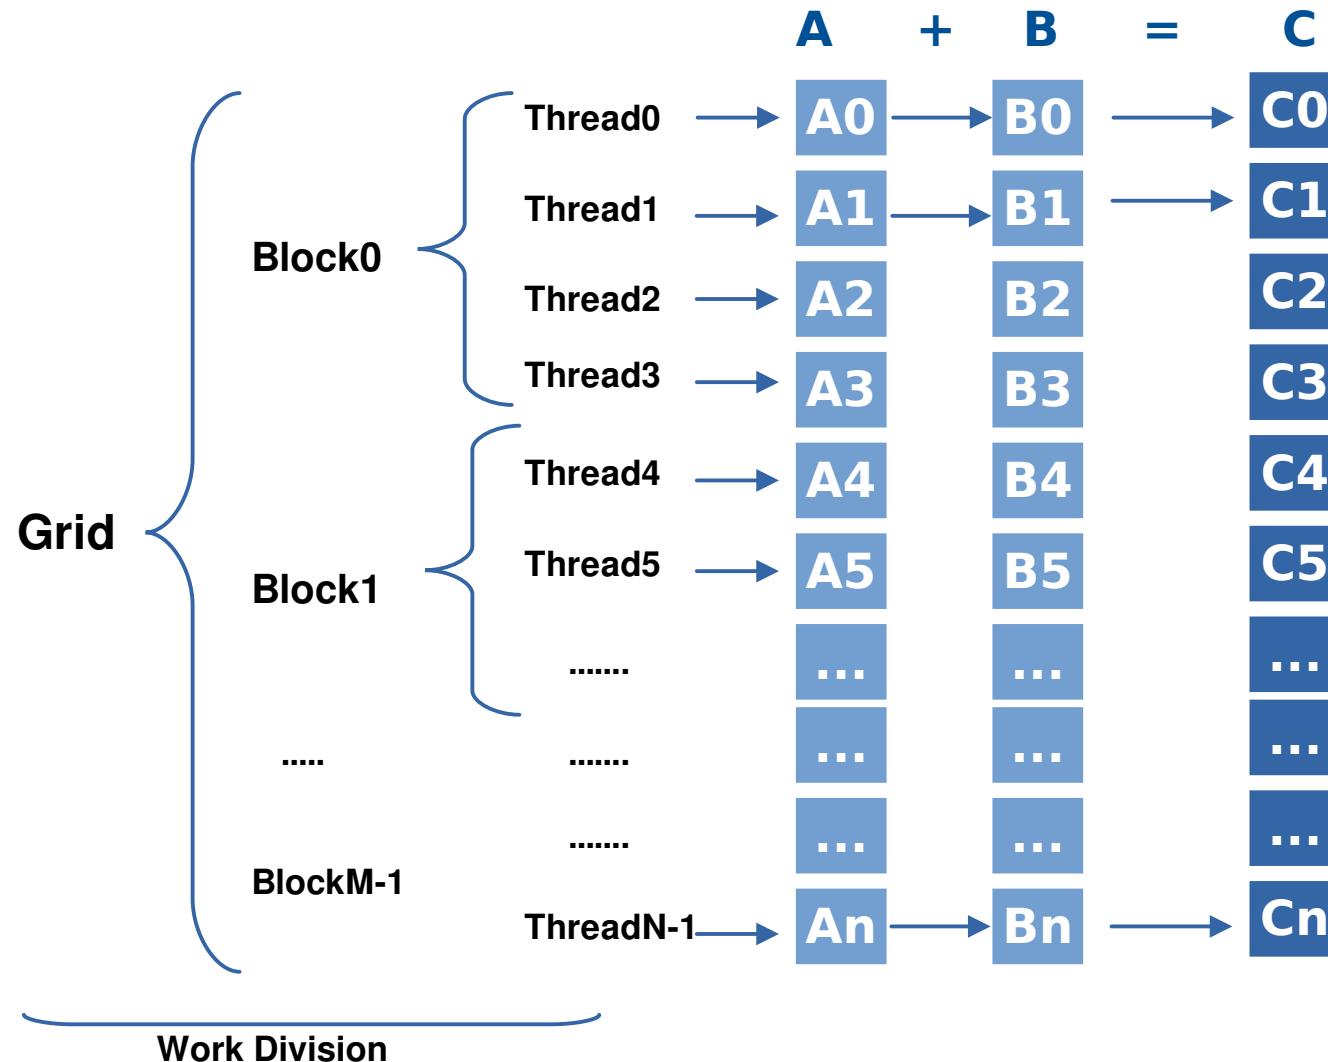 A + B = C
Thread0 A0 B0 C0
Thread1 A1 B1 C1
Block0
Thread2 A2 B2 C2
Thread3 A3 B3 C3
Thread4 A4 B4 C4
Grid
Thread5 A5 B5 C5
Block1
....... ... ... ...
..... ....... ... ... ...
....... ... ... ...
BlockM-1
ThreadN-1 An Bn Cn
Work Division